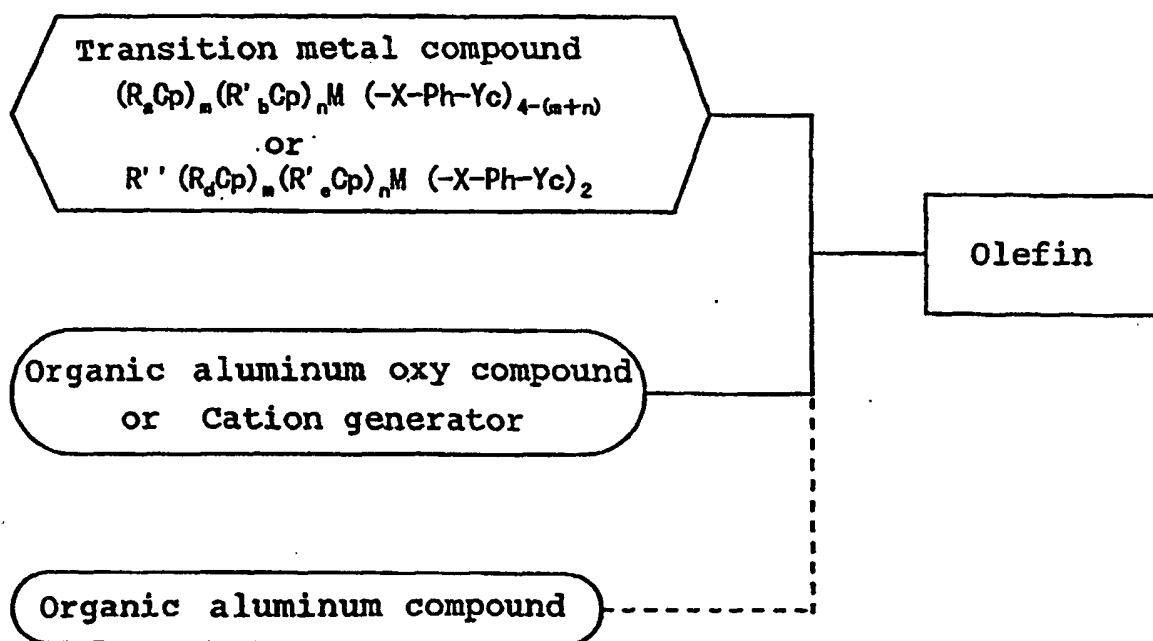 Transition metal compound
(RaCp)m(R'bCp)nM (-X-Ph-Yc)4-(m+n)
or
R''(RdCp)m(R'eCp)nM (-X-Ph-Yc)2
Olefin
Organic aluminum oxy compound
or Cation generator
Organic aluminum compound